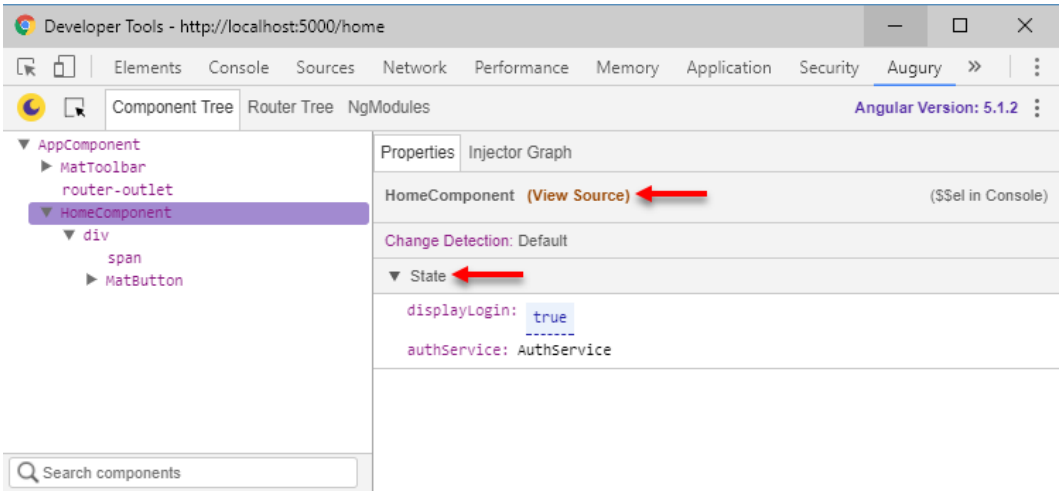 Developer Tools - http://localhost:5000/home
Elements Console Sources Network Performance Memory Application Security Augury »
Component Tree Router Tree NgModules Angular Version: 5.1.2
▼ AppComponent
▶ MatToolbar
router-outlet
▼ HomeComponent
▼ div
span
▶ MatButton
Search components
Properties Injector Graph
HomeComponent (View Source) ($$el in Console)
Change Detection: Default
▼ State
displayLogin: true
authService: AuthService